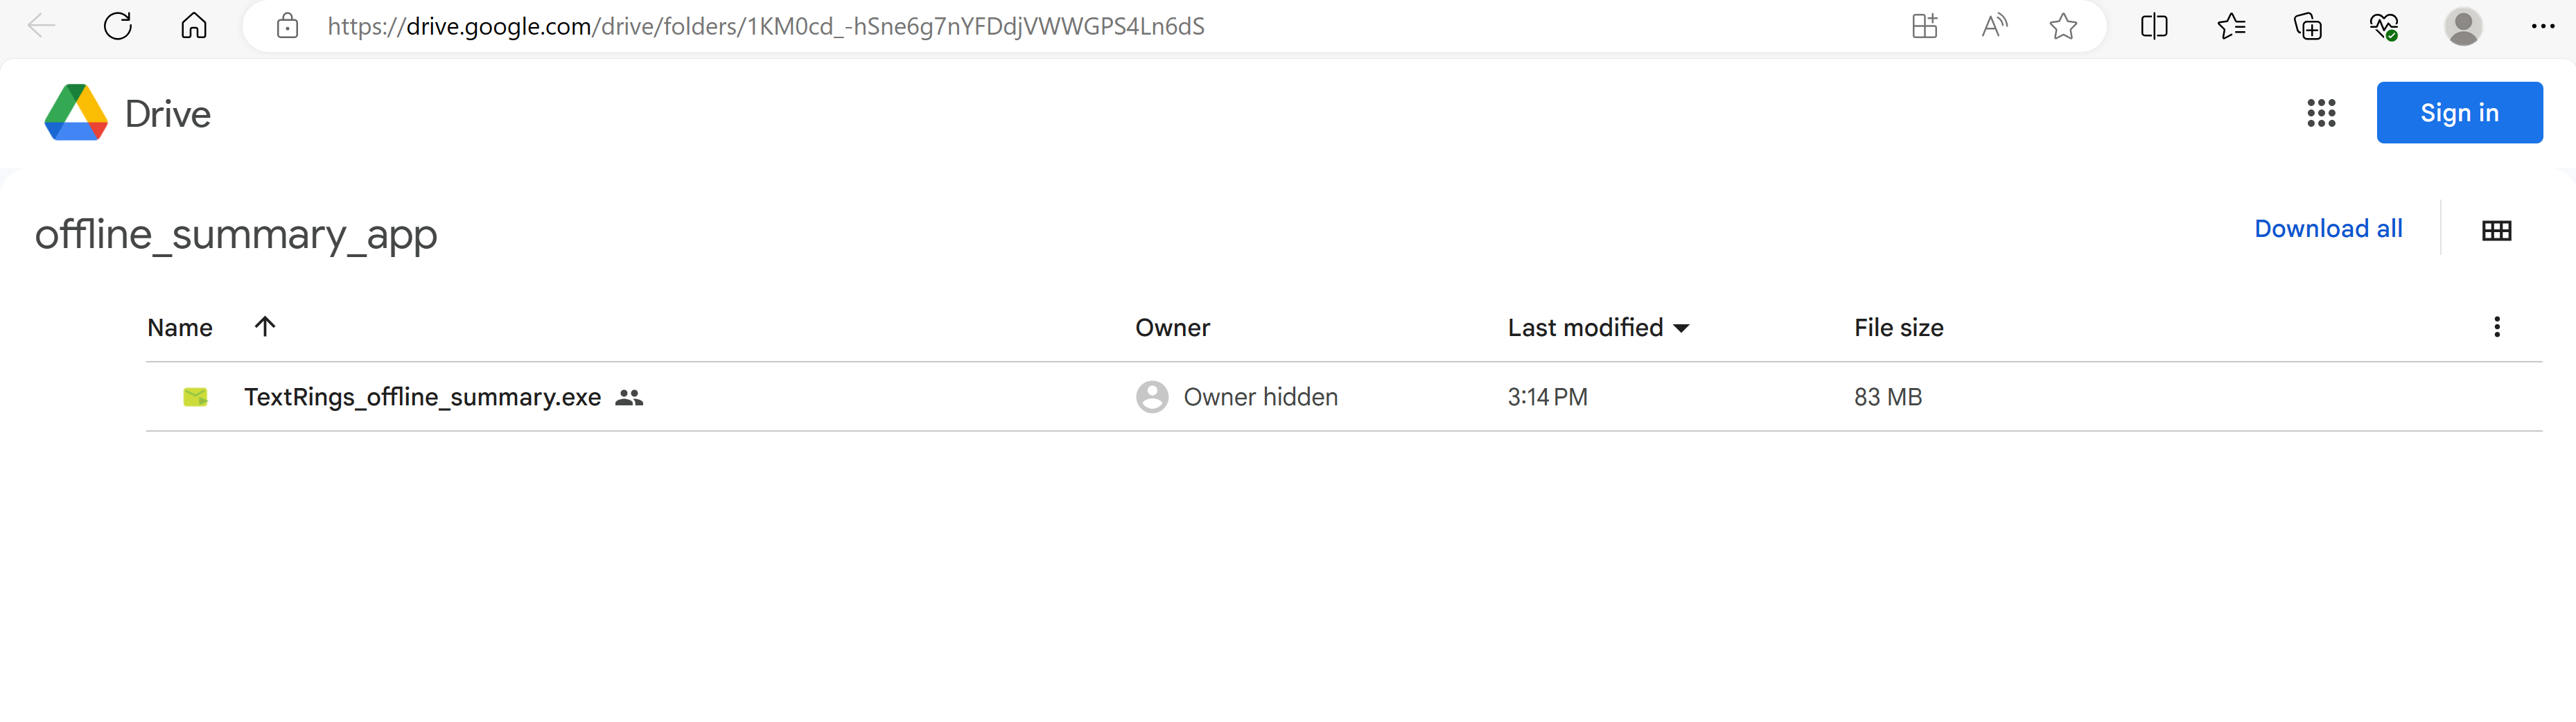 https://drive.google.com/drive/folders/1KM0cd_-hSne6g7nYFDdjVWWGPS4Ln6dS
Drive
Sign in
offline_summary_app
Download all
Name Owner Last modified File size
TextRings_offline_summary.exe Owner hidden 3:14 PM 83 MB